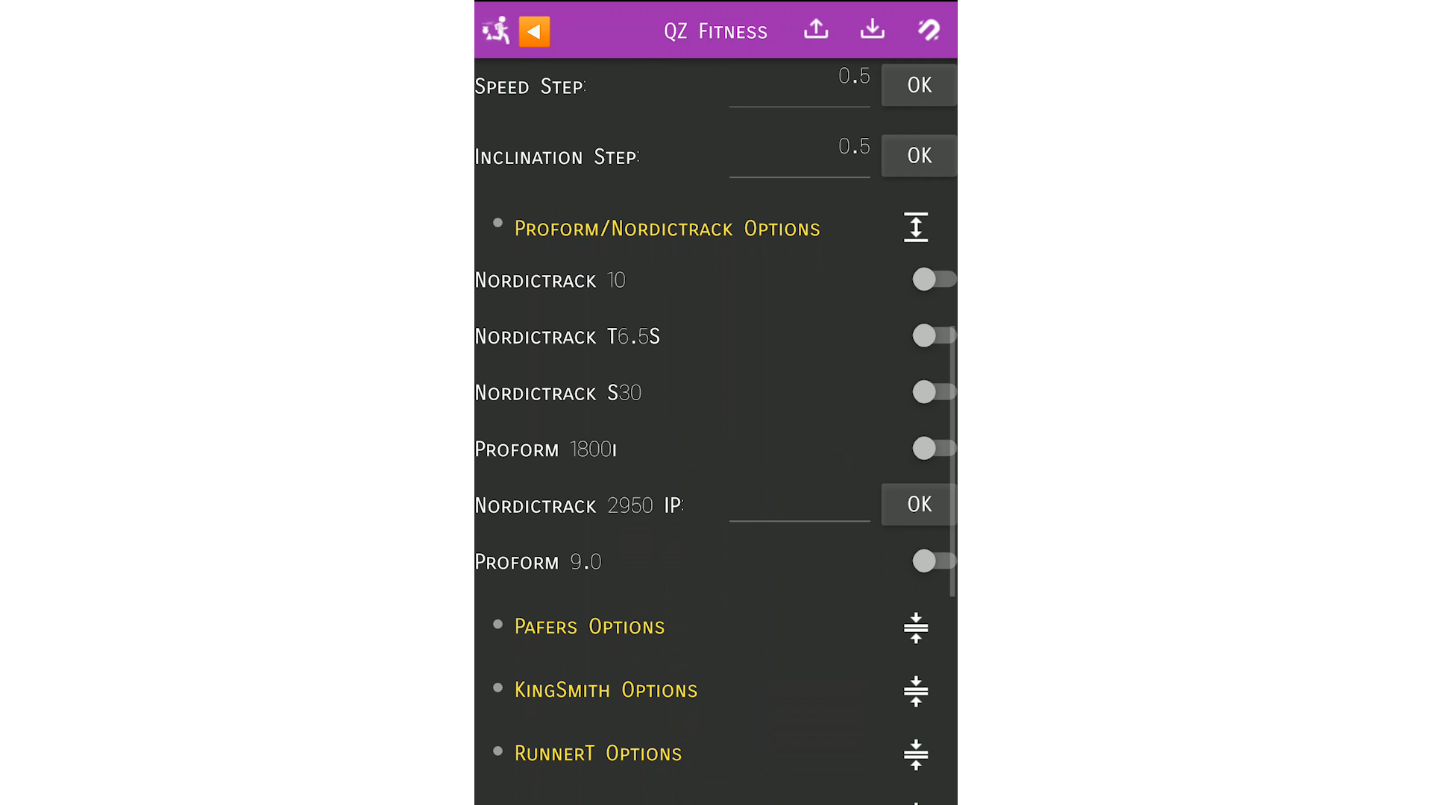 QZ Fitness
Speed Step: 0.5 OK
Inclination Step: 0.5 OK
Proform/Nordictrack Options
Nordictrack 10
Nordictrack T6.5S
Nordictrack S30
Proform 1800i
Nordictrack 2950 IP: OK
Proform 9.0
Pafers Options
KingSmith Options
RunnerT Options